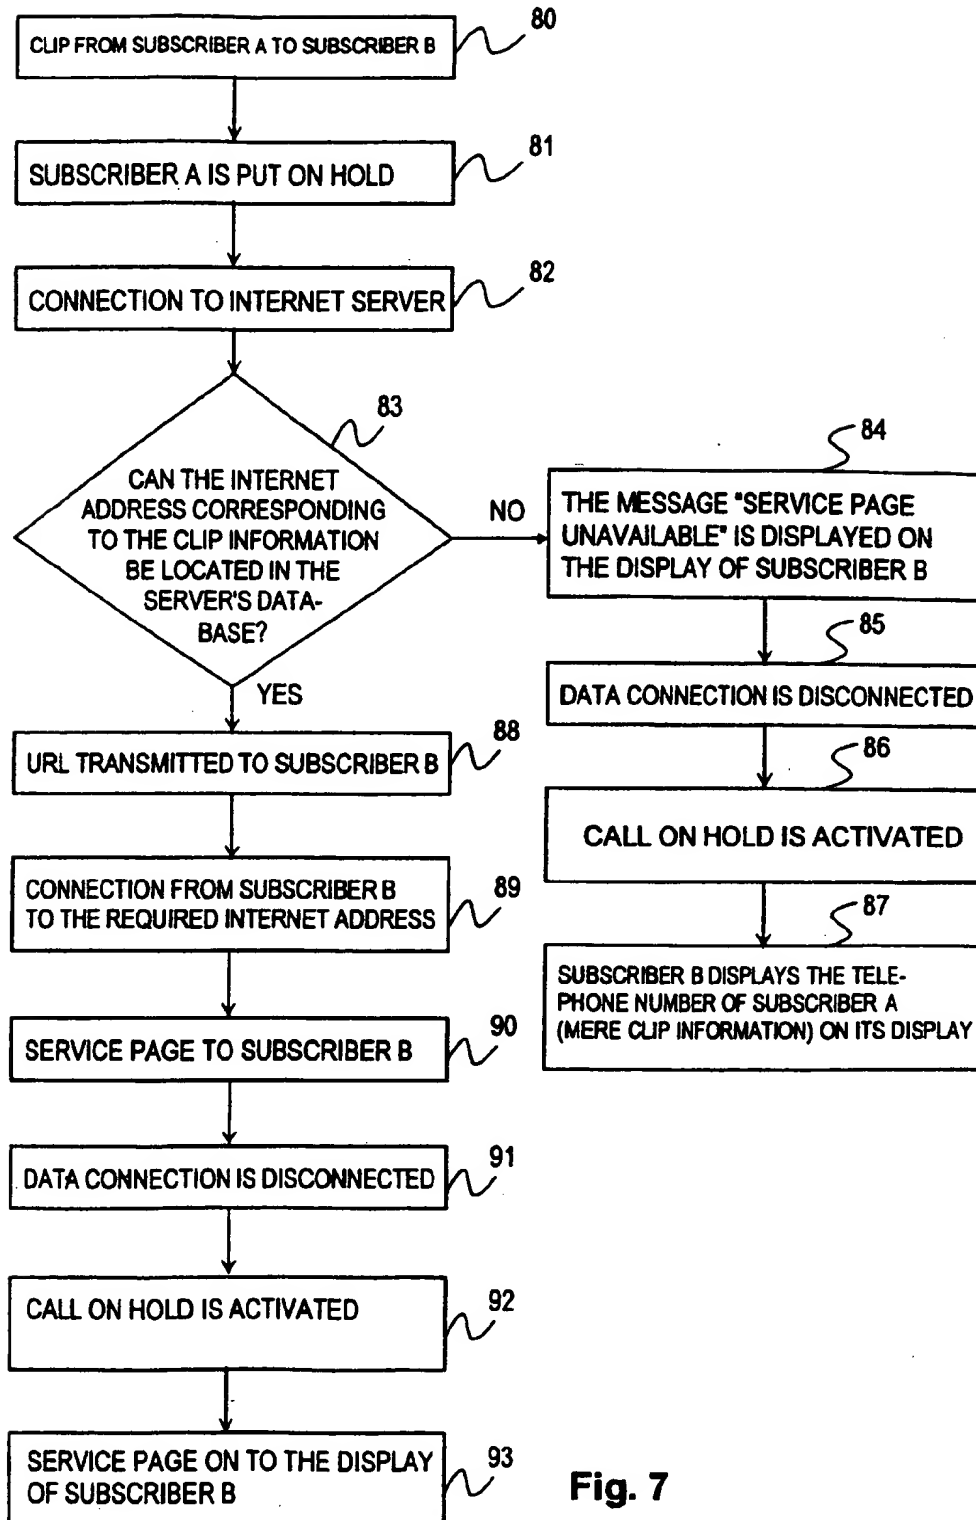 CLIP FROM SUBSCRIBER A TO SUBSCRIBER B
80
SUBSCRIBER A IS PUT ON HOLD
81
CONNECTION TO INTERNET SERVER
82
83
CAN THE INTERNET
ADDRESS CORRESPONDING
TO THE CLIP INFORMATION
BE LOCATED IN THE
SERVER'S DATA-
BASE?
NO
YES
84
THE MESSAGE "SERVICE PAGE
UNAVAILABLE" IS DISPLAYED ON
THE DISPLAY OF SUBSCRIBER B
85
DATA CONNECTION IS DISCONNECTED
86
CALL ON HOLD IS ACTIVATED
87
SUBSCRIBER B DISPLAYS THE TELE-
PHONE NUMBER OF SUBSCRIBER A
(MERE CLIP INFORMATION) ON ITS DISPLAY
URL TRANSMITTED TO SUBSCRIBER B
88
CONNECTION FROM SUBSCRIBER B
TO THE REQUIRED INTERNET ADDRESS
89
SERVICE PAGE TO SUBSCRIBER B
90
DATA CONNECTION IS DISCONNECTED
91
CALL ON HOLD IS ACTIVATED
92
SERVICE PAGE ON TO THE DISPLAY
OF SUBSCRIBER B
93
Fig. 7